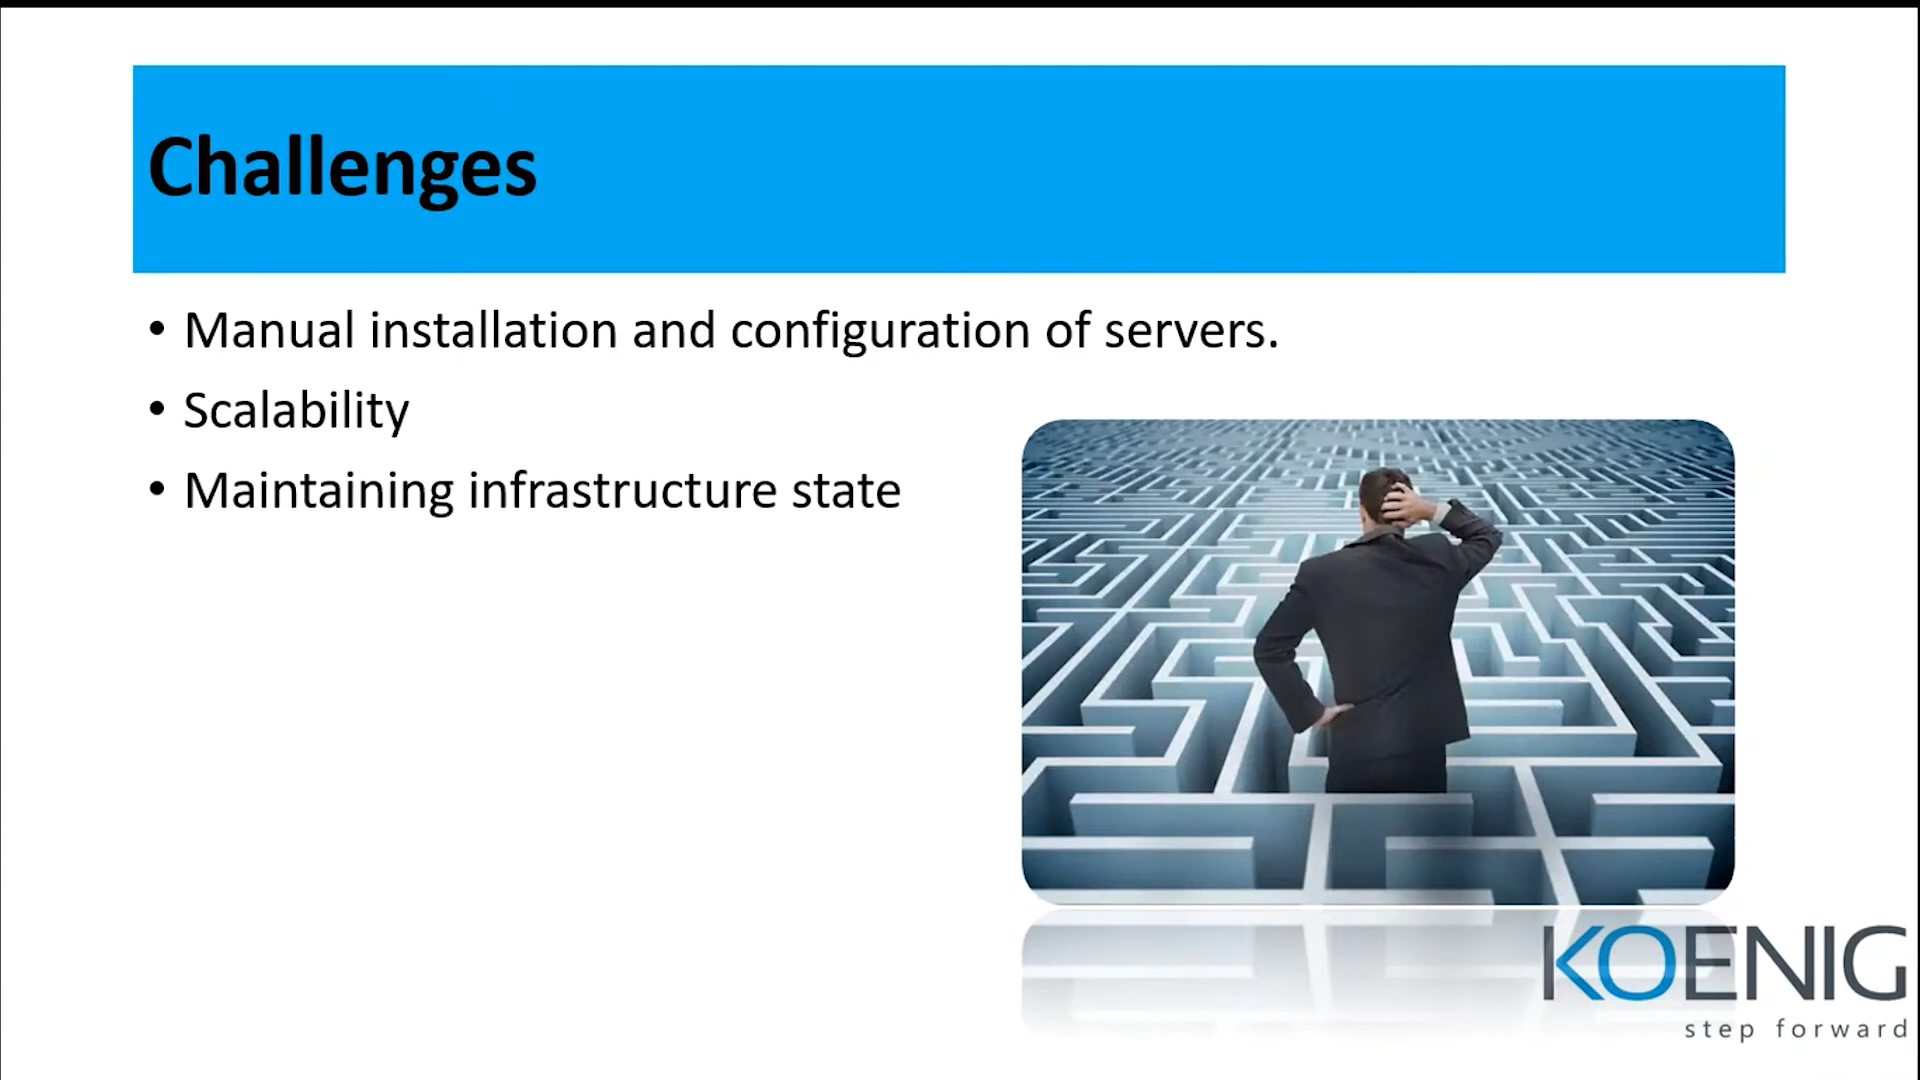 Challenges
• Manual installation and configuration of servers.
• Scalability
• Maintaining infrastructure state
KOENIG
step forward